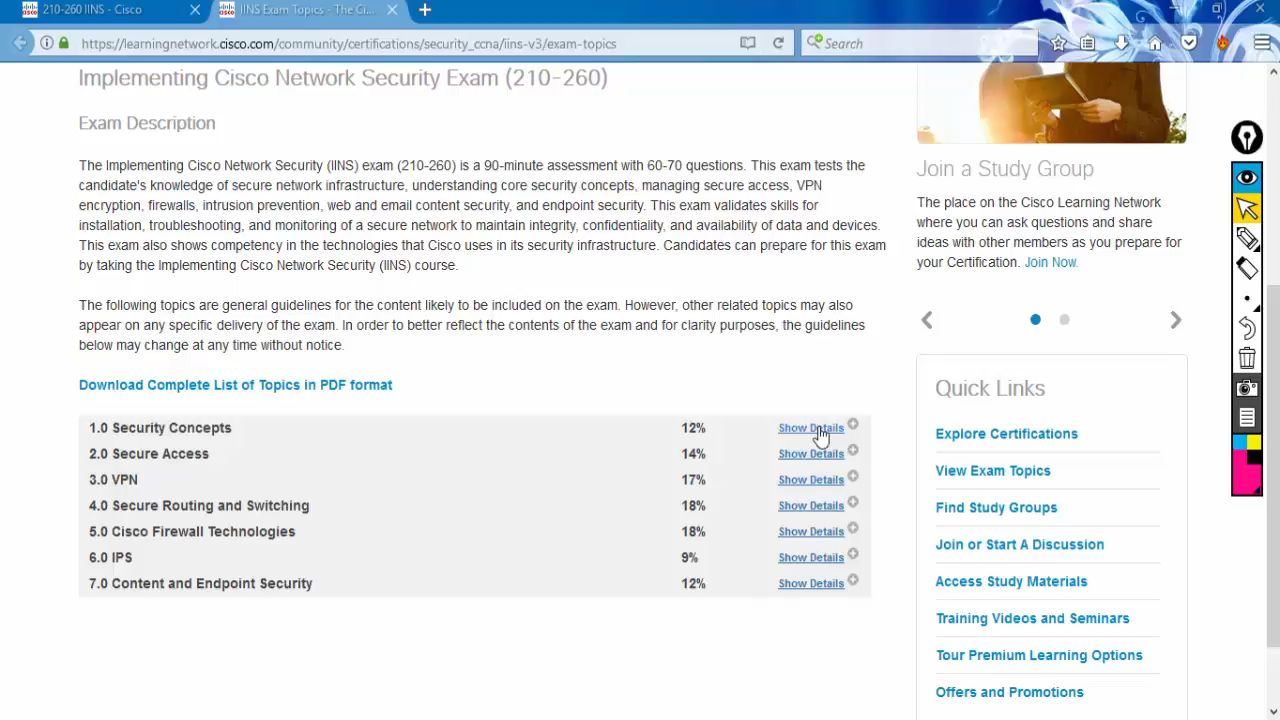 210-260 IINS - Cisco
IINS Exam Topics - The Ci...
https://learningnetwork.cisco.com/community/certifications/security_ccna/iins-v3/exam-topics
Search
Implementing Cisco Network Security Exam (210-260)
Exam Description
The Implementing Cisco Network Security (IINS) exam (210-260) is a 90-minute assessment with 60-70 questions. This exam tests the
candidate's knowledge of secure network infrastructure, understanding core security concepts, managing secure access, VPN
encryption, firewalls, intrusion prevention, web and email content security, and endpoint security. This exam validates skills for
installation, troubleshooting, and monitoring of a secure network to maintain integrity, confidentiality, and availability of data and devices.
This exam also shows competency in the technologies that Cisco uses in its security infrastructure. Candidates can prepare for this exam
by taking the Implementing Cisco Network Security (IINS) course.
The following topics are general guidelines for the content likely to be included on the exam. However, other related topics may also
appear on any specific delivery of the exam. In order to better reflect the contents of the exam and for clarity purposes, the guidelines
below may change at any time without notice.
Download Complete List of Topics in PDF format
1.0 Security Concepts 12% Show Details
2.0 Secure Access 14% Show Details
3.0 VPN 17% Show Details
4.0 Secure Routing and Switching 18% Show Details
5.0 Cisco Firewall Technologies 18% Show Details
6.0 IPS 9% Show Details
7.0 Content and Endpoint Security 12% Show Details
Join a Study Group
The place on the Cisco Learning Network
where you can ask questions and share
ideas with other members as you prepare for
your Certification. Join Now.
Quick Links
Explore Certifications
View Exam Topics
Find Study Groups
Join or Start A Discussion
Access Study Materials
Training Videos and Seminars
Tour Premium Learning Options
Offers and Promotions